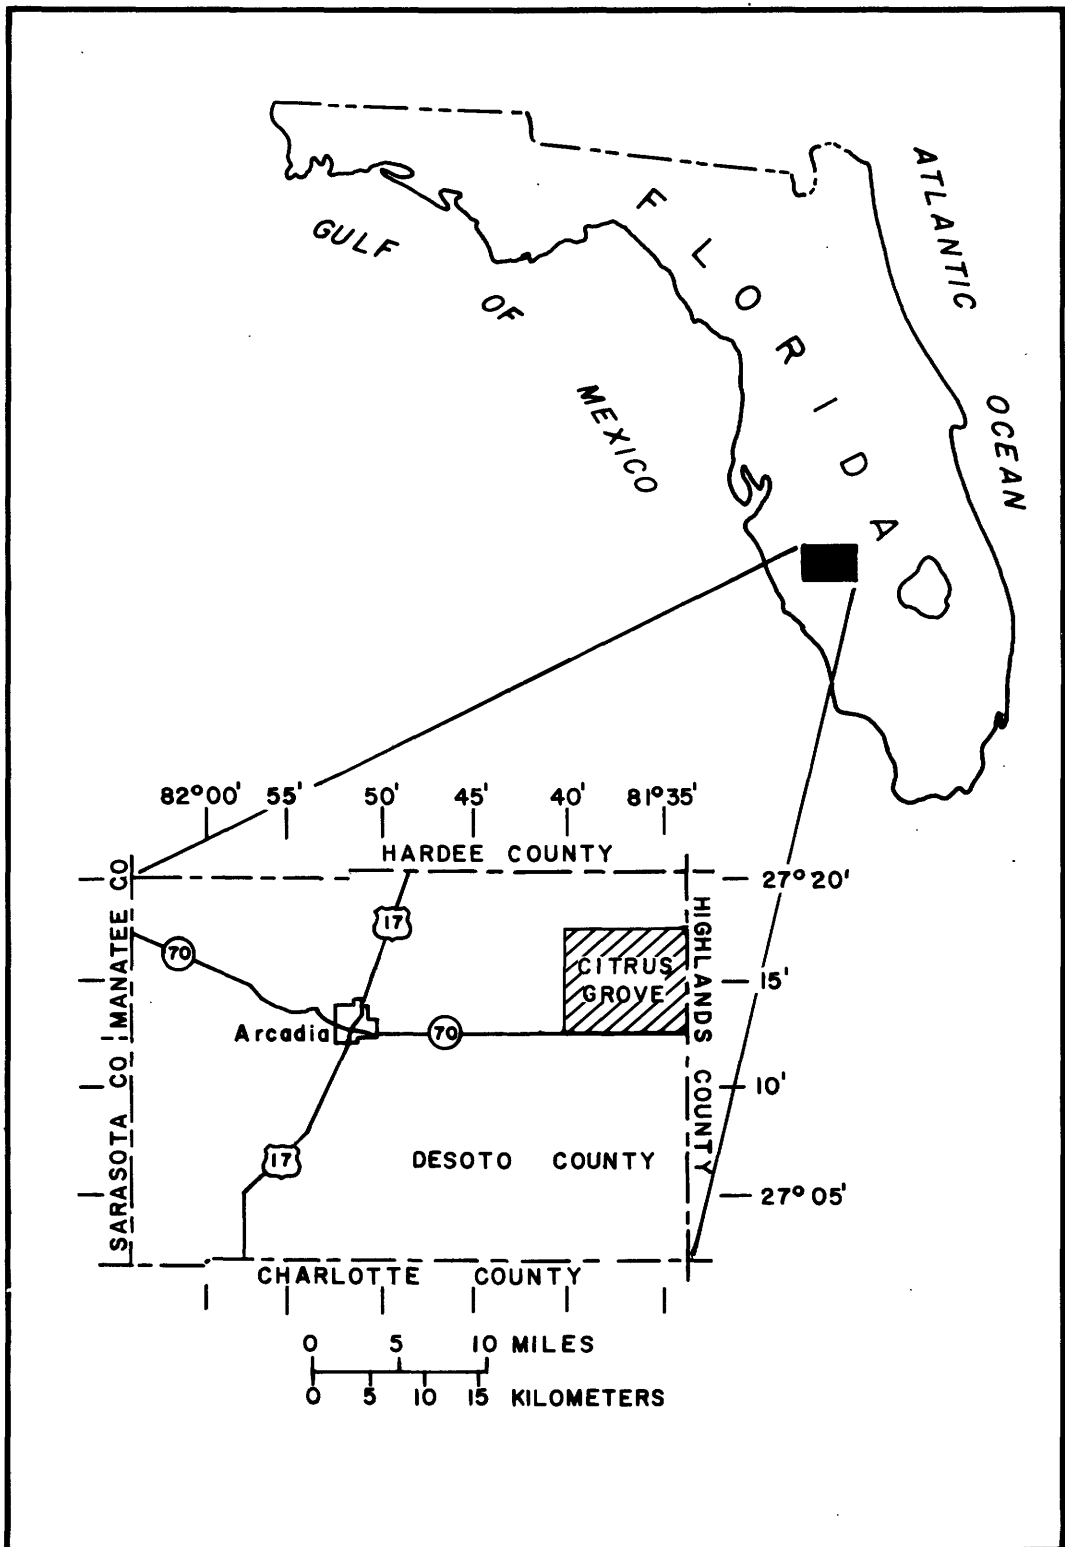 FLORIDA
GULF OF MEXICO
ATLANTIC OCEAN
82°00' 55' 50' 45' 40' 81°35'
HARDEE COUNTY
27°20'
15'
10'
27°05'
MANATEE CO
SARASOTA CO
HIGHLANDS COUNTY
17
70
CITRUS
GROVE
Arcadia
70
17
DESOTO COUNTY
CHARLOTTE COUNTY
0 5 10 MILES
0 5 10 15 KILOMETERS